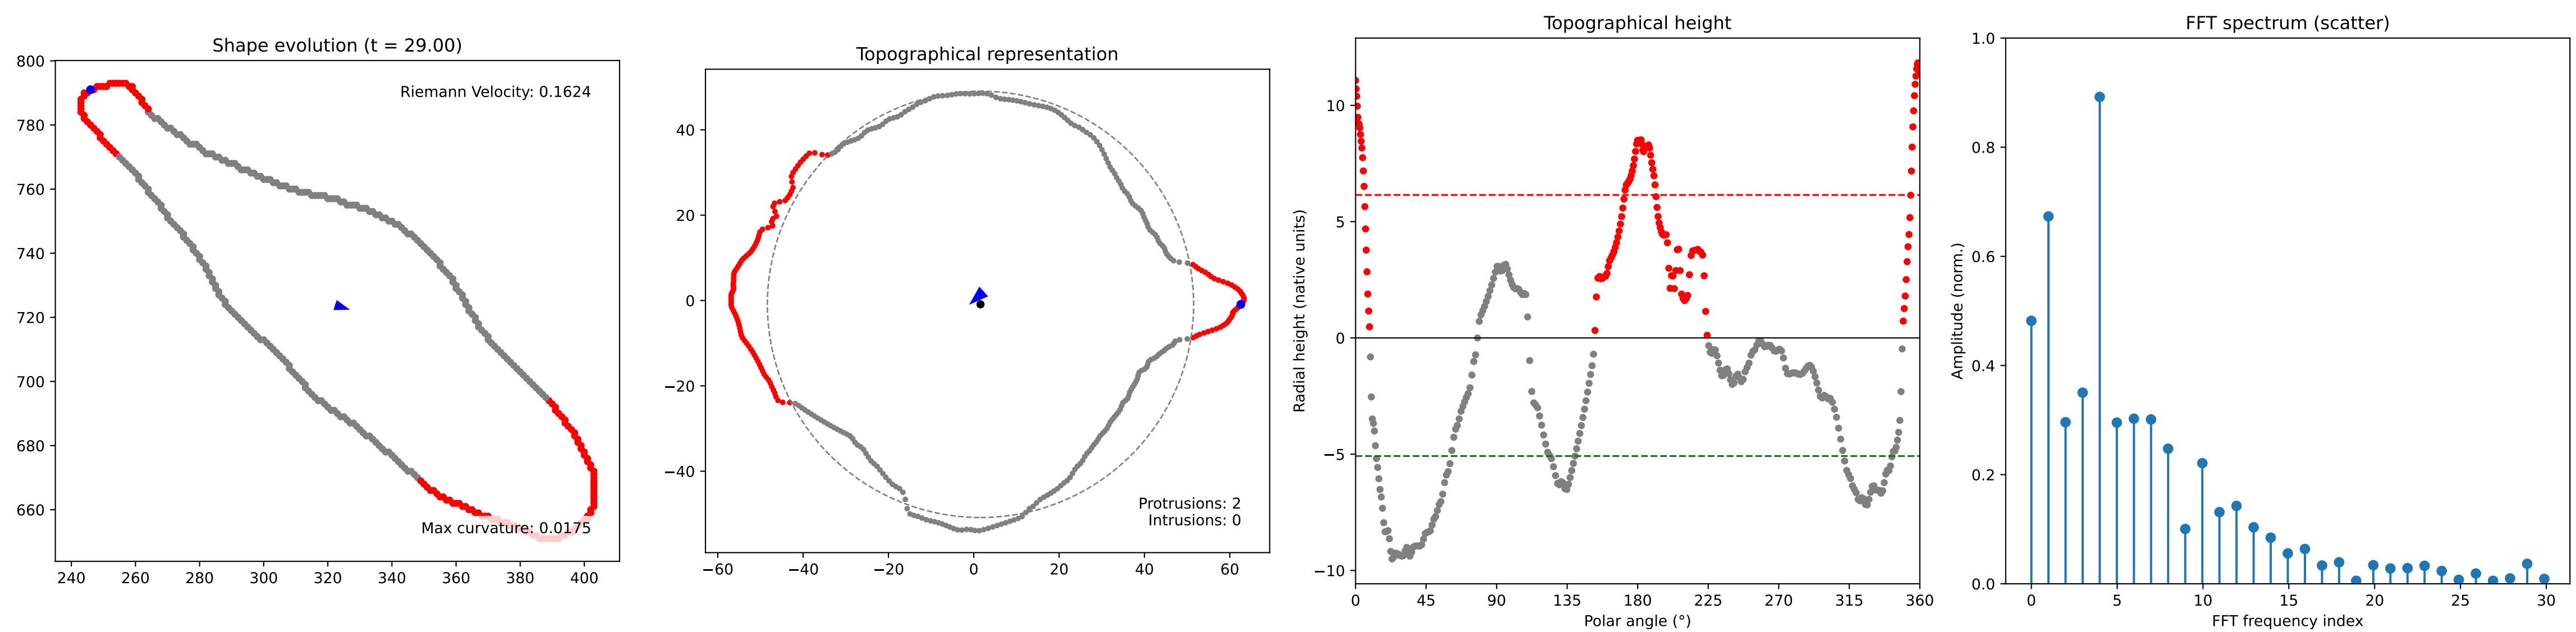 Shape evolution (t = 29.00)
Riemann Velocity: 0.1624
Max curvature: 0.0175
800
780
760
740
720
700
680
660
240 260 280 300 320 340 360 380 400
Topographical representation
40
20
0
−20
−40
Protrusions: 2
Intrusions: 0
−60 −40 −20 0 20 40 60
Topographical height
Radial height (native units)
10
5
0
−5
−10
0 45 90 135 180 225 270 315 360
Polar angle (°)
FFT spectrum (scatter)
Amplitude (norm.)
1.0
0.8
0.6
0.4
0.2
0.0
0 5 10 15 20 25 30
FFT frequency index